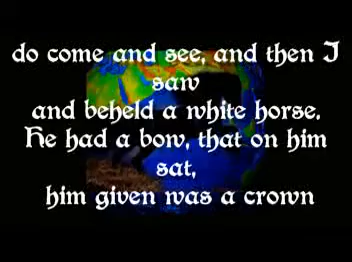 do come and see, and then I
saw
and beheld a white horse.
He had a bow, that on him
sat,
him given was a crown